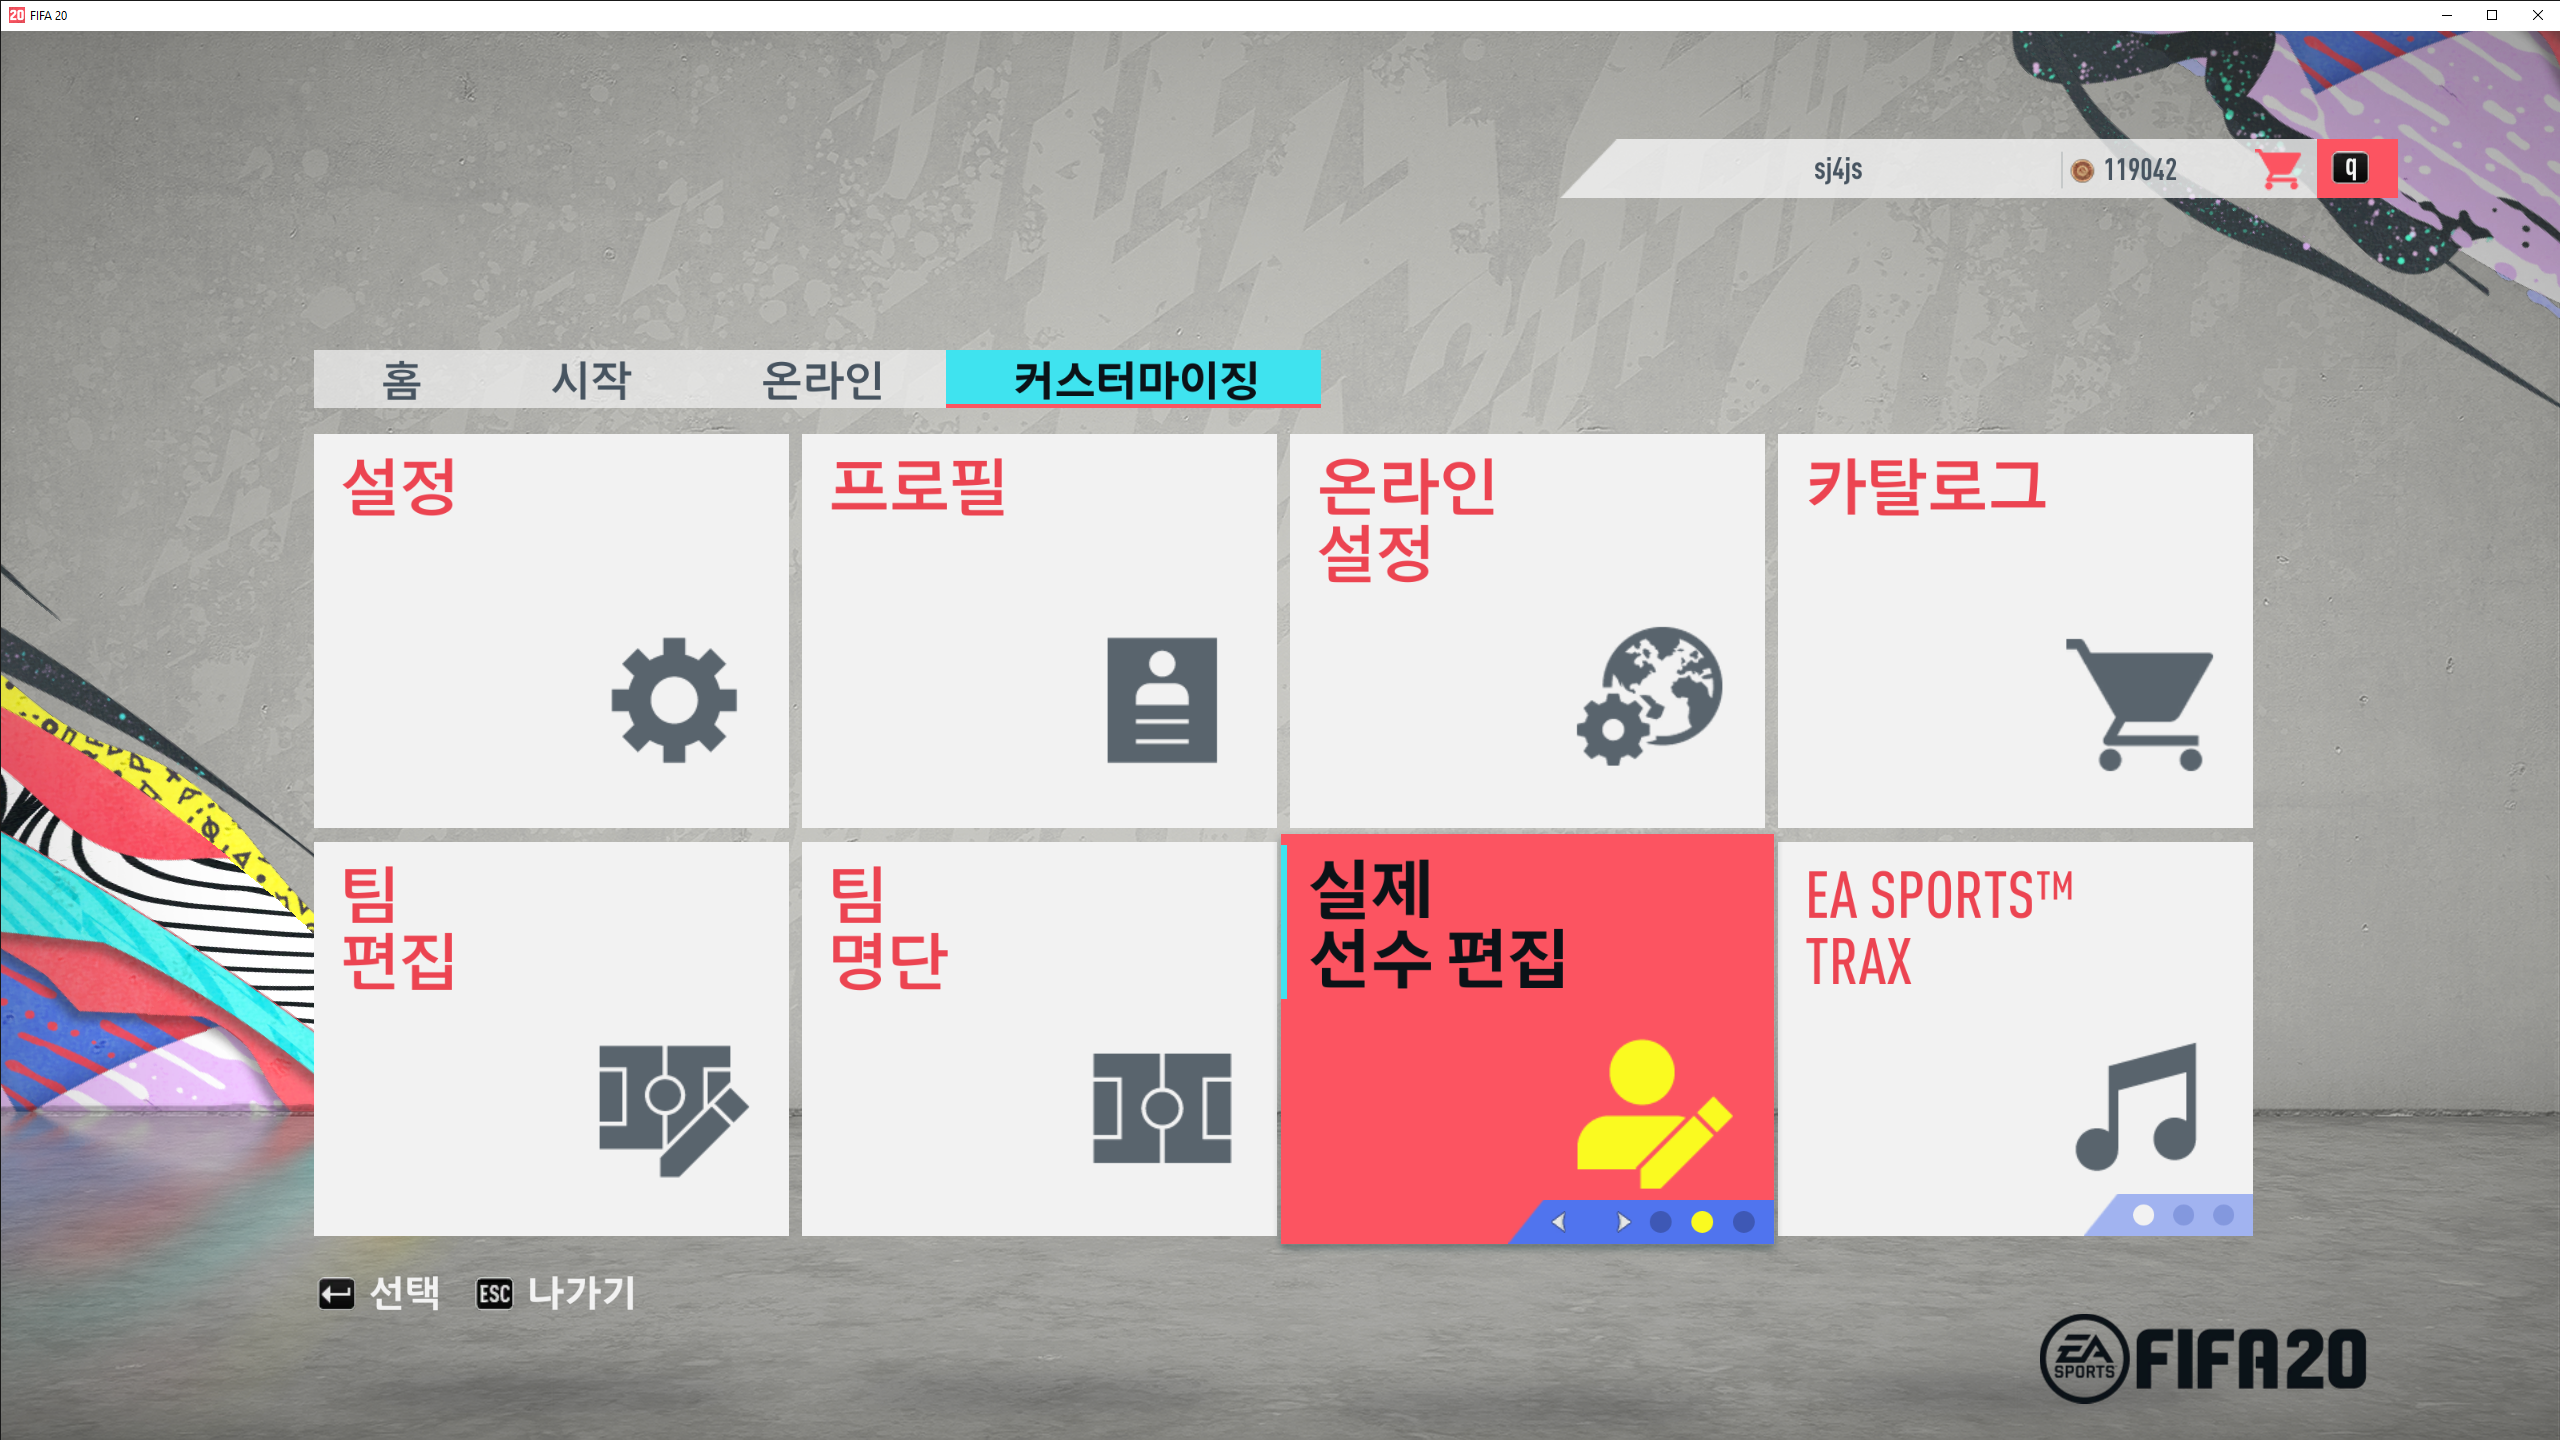 FIFA 20
sj4js
119042
q
홈 시작 온라인 커스터마이징
설정
프로필
온라인
설정
카탈로그
팀
편집
팀
명단
실제
선수 편집
EA SPORTS™
TRAX
선택 ESC 나가기
EA SPORTS FIFA20